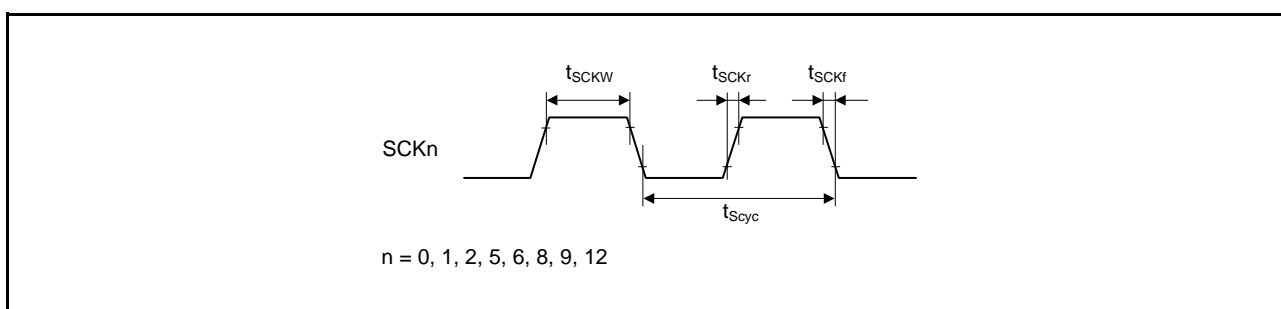 tSCKW
tSCKr
tSCKf
SCKn
tScyc
n = 0, 1, 2, 5, 6, 8, 9, 12